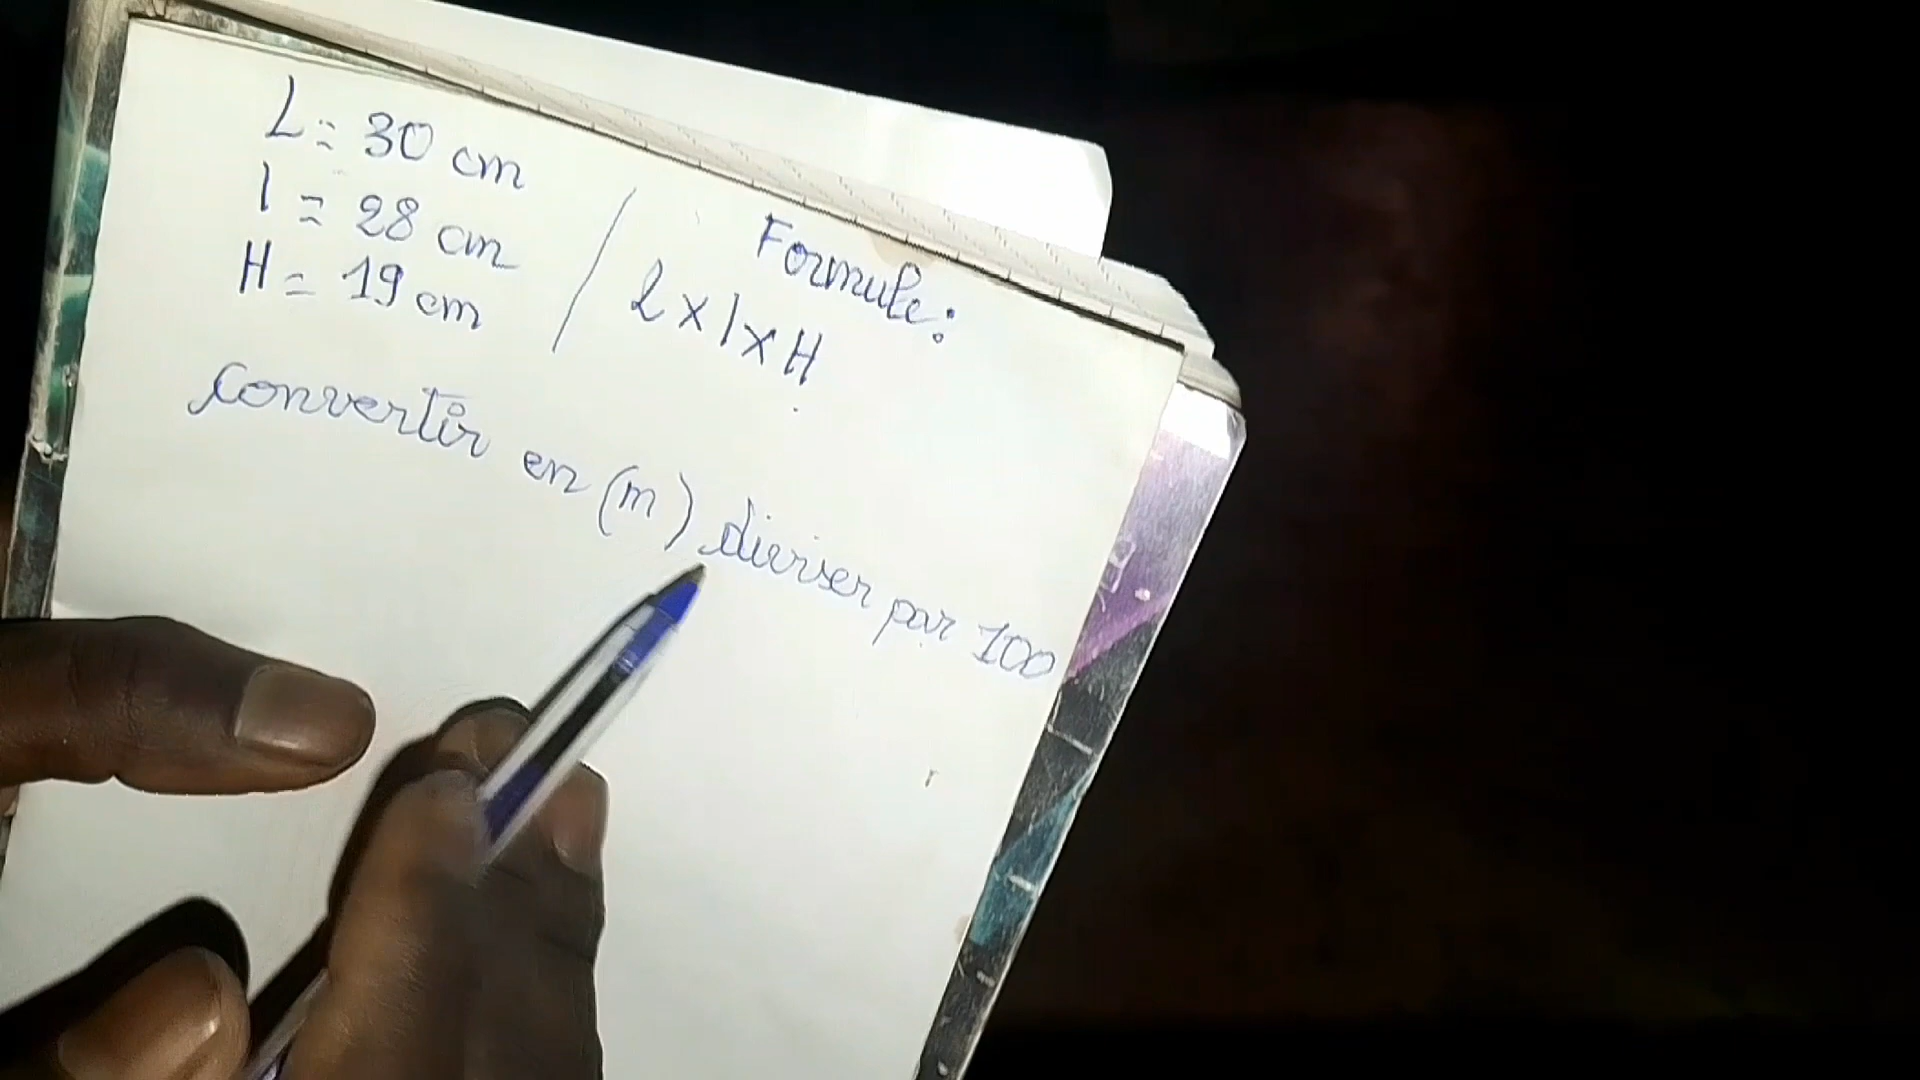 L = 30 cm
l = 28 cm
H = 19 cm
Formule:
L x l x H
convertir en (m) diviser par 100